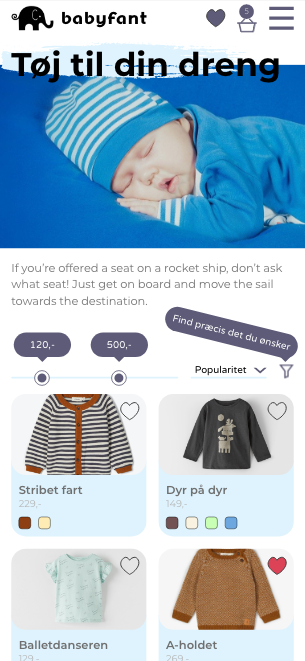 babyfant
5
Tøj til din dreng
If you're offered a seat on a rocket ship, don't ask
what seat! Just get on board and move the sail
towards the destination.
Find præcis det du ønsker
120,-
500,-
Popularitet
Stribet fart
229,-
Dyr på dyr
149,-
Balletdanseren
129,-
A-holdet
269,-